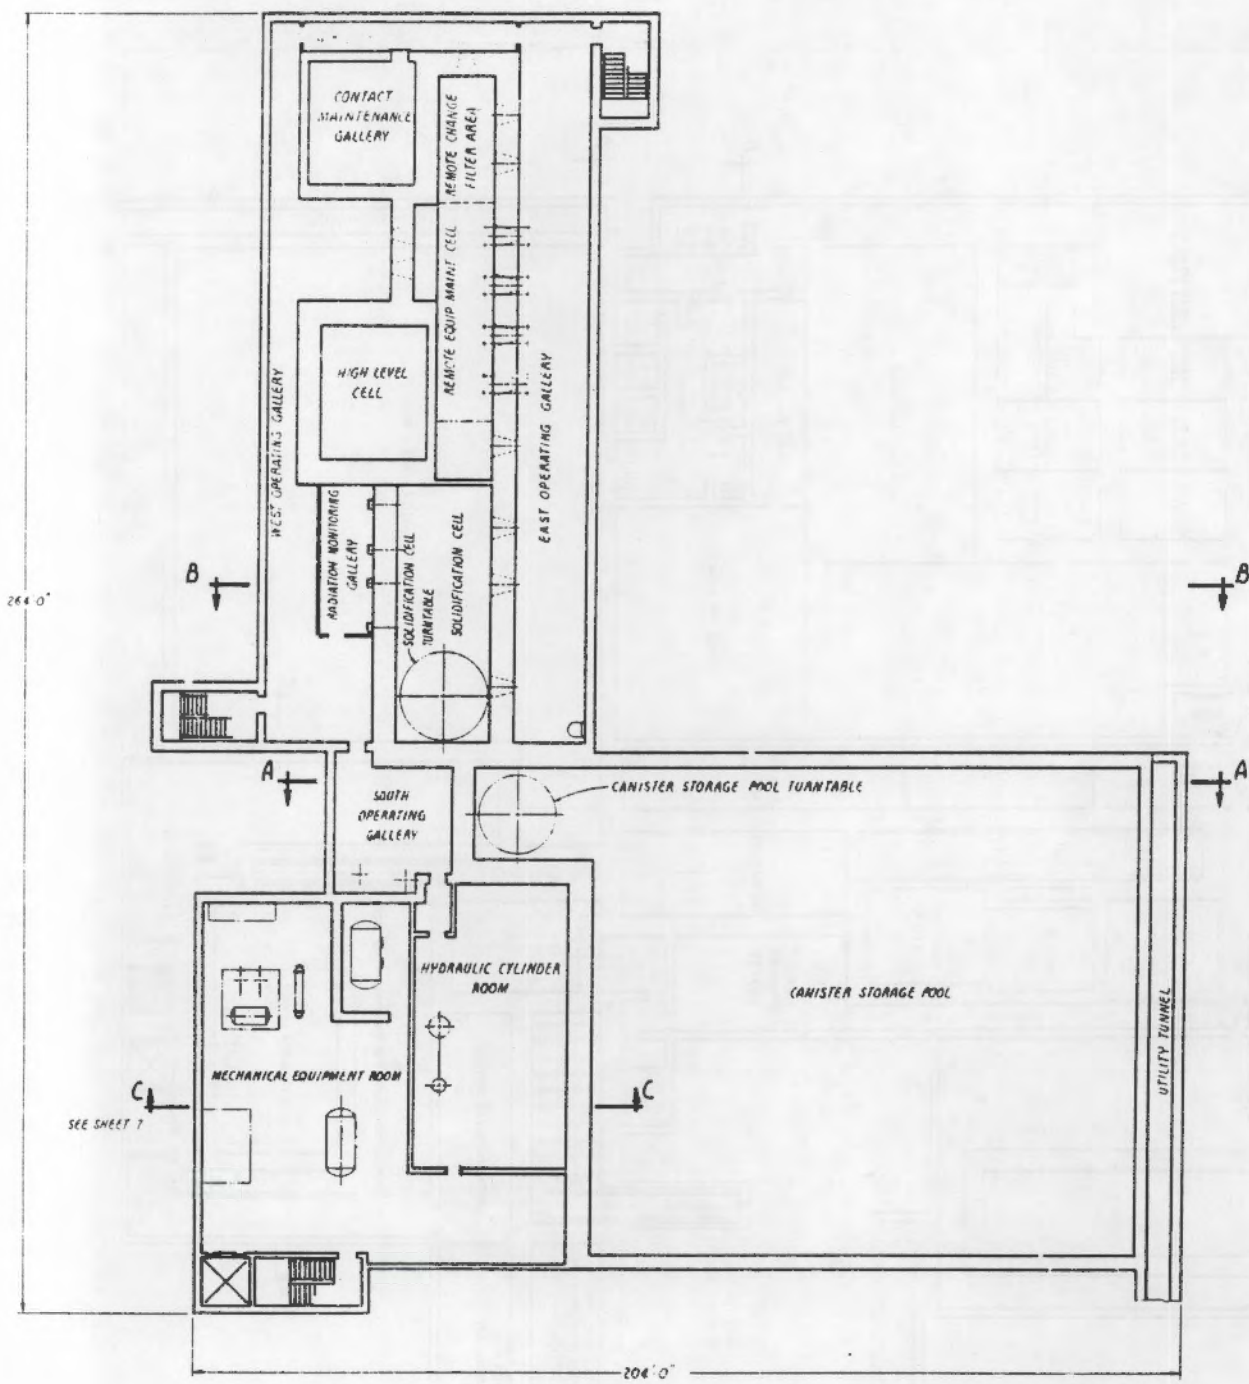 CONTACT
MAINTENANCE
GALLERY
REMOTE CHANGE
FILTER AREA
REMOTE EQUIP MAINT CELL
HIGH LEVEL
CELL
WEST OPERATING GALLERY
EAST OPERATING GALLERY
RADIATION MONITORING
GALLERY
SOLIDIFICATION CELL
TURNTABLE
SOLIDIFICATION CELL
B
B
264'-0"
A
A
SOUTH
OPERATING
GALLERY
CANISTER STORAGE POOL TURNTABLE
HYDRAULIC CYLINDER
ROOM
CANISTER STORAGE POOL
UTILITY TUNNEL
MECHANICAL EQUIPMENT ROOM
C
C
SEE SHEET 7
204'-0"